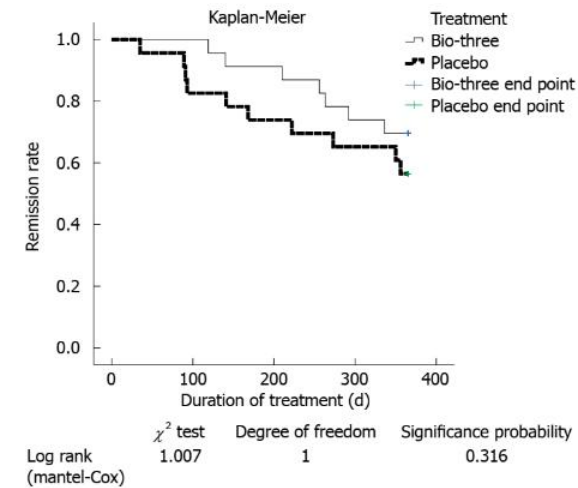 Kaplan-Meier
Treatment
Bio-three
Placebo
Bio-three end point
Placebo end point
Remission rate
1.0
0.8
0.6
0.4
0.2
0.0
0 100 200 300 400
Duration of treatment (d)
χ² test Degree of freedom Significance probability
Log rank 1.007 1 0.316
(mantel-Cox)